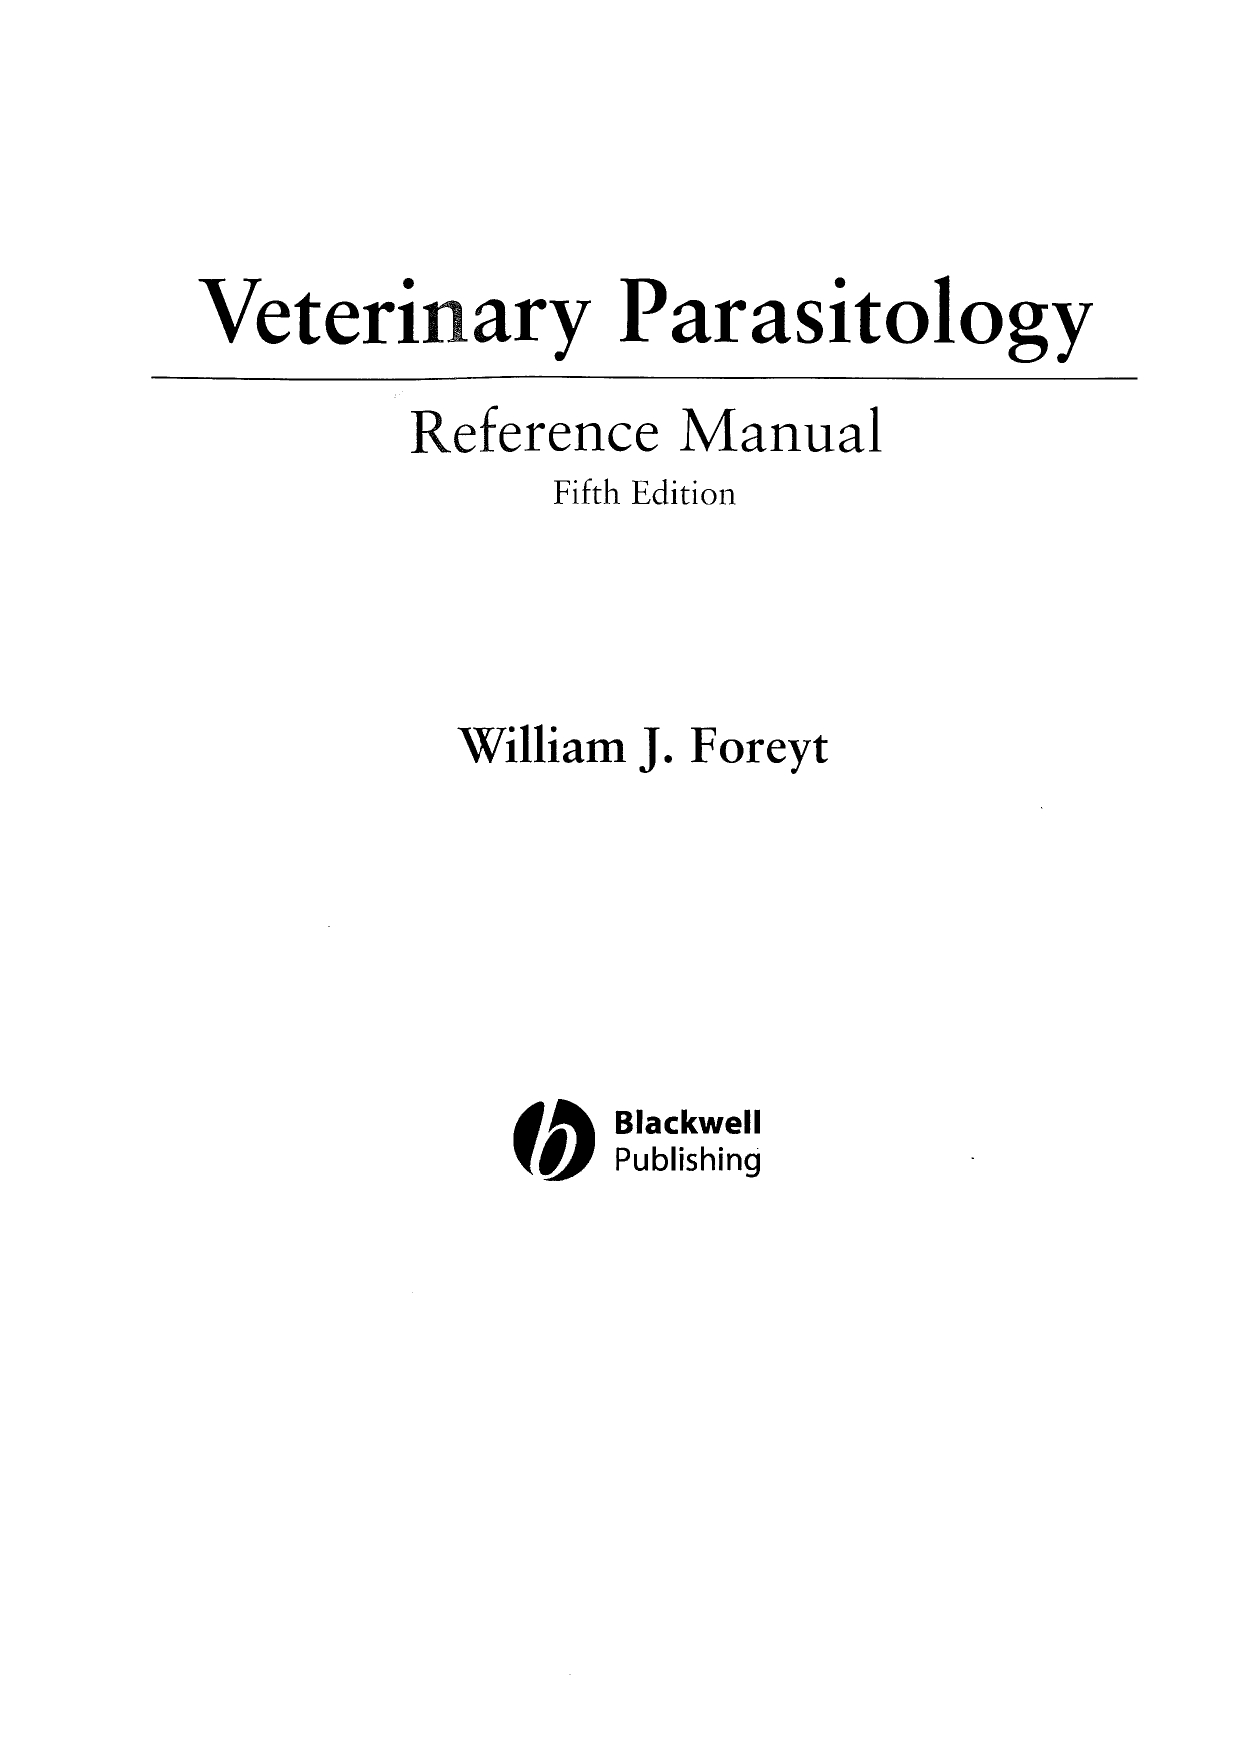 Veterinary Parasitology
Reference Manual
Fifth Edition
William J. Foreyt
b Blackwell
Publishing